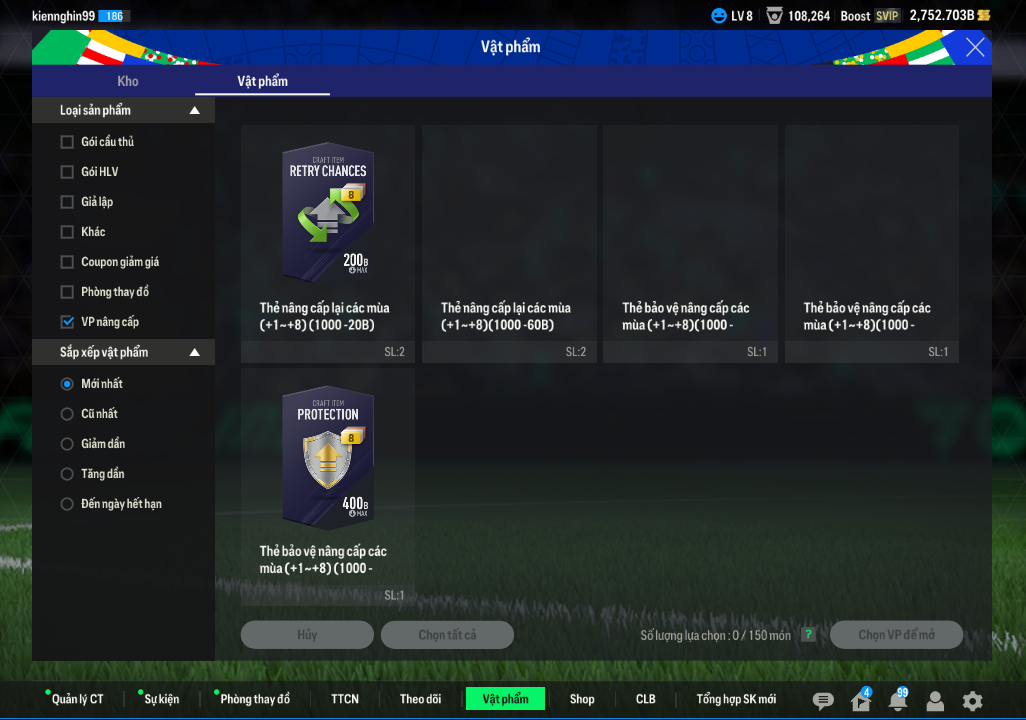 kiennghin99 186
LV 8 108,264 Boost SVIP 2,752.703B
Vật phẩm
Kho Vật phẩm
Loại sản phẩm
Gói cầu thủ
Gói HLV
Giả lập
Khác
Coupon giảm giá
Phòng thay đồ
VP nâng cấp
Sắp xếp vật phẩm
Mới nhất
Cũ nhất
Giảm dần
Tăng dần
Đến ngày hết hạn
CRAFT ITEM
RETRY CHANCES
8
200B
MAX
Thẻ nâng cấp lại các mùa
(+1~+8) (1000 -20B)
SL:2
Thẻ nâng cấp lại các mùa
(+1~+8)(1000 -60B)
SL:2
Thẻ bảo vệ nâng cấp các
mùa (+1~+8)(1000 -
SL:1
Thẻ bảo vệ nâng cấp các
mùa (+1~+8)(1000 -
SL:1
CRAFT ITEM
PROTECTION
8
400B
MAX
Thẻ bảo vệ nâng cấp các
mùa (+1~+8) (1000 -
SL:1
Hủy Chọn tất cả Số lượng lựa chọn : 0 / 150 món ? Chọn VP để mở
Quản lý CT Sự kiện Phòng thay đồ TTCN Theo dõi Vật phẩm Shop CLB Tổng hợp SK mới 4 99